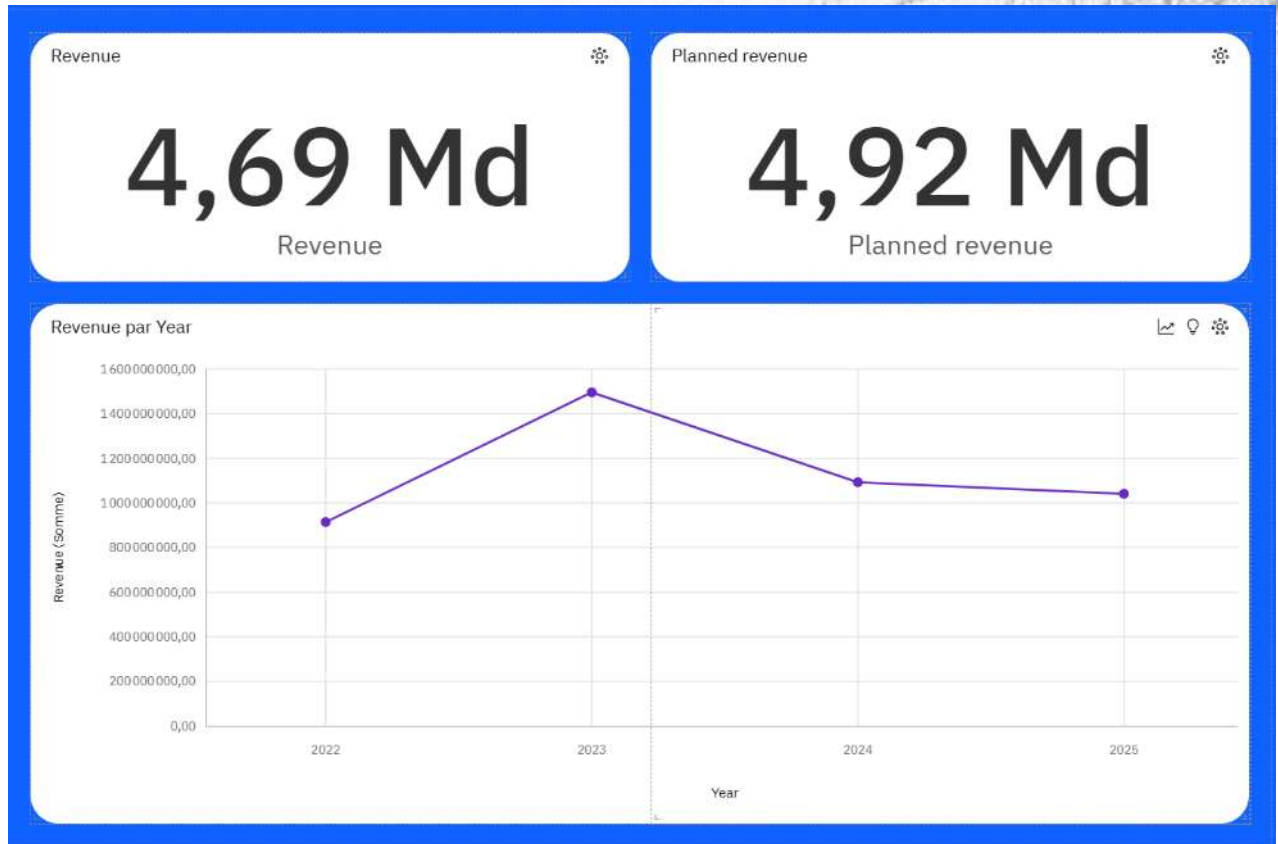 Revenue
4,69 Md
Revenue
Planned revenue
4,92 Md
Planned revenue
Revenue par Year
1600000000,00
1400000000,00
1200000000,00
1000000000,00
800000000,00
600000000,00
400000000,00
200000000,00
0,00
Revenue (Somme)
2022
2023
2024
2025
Year